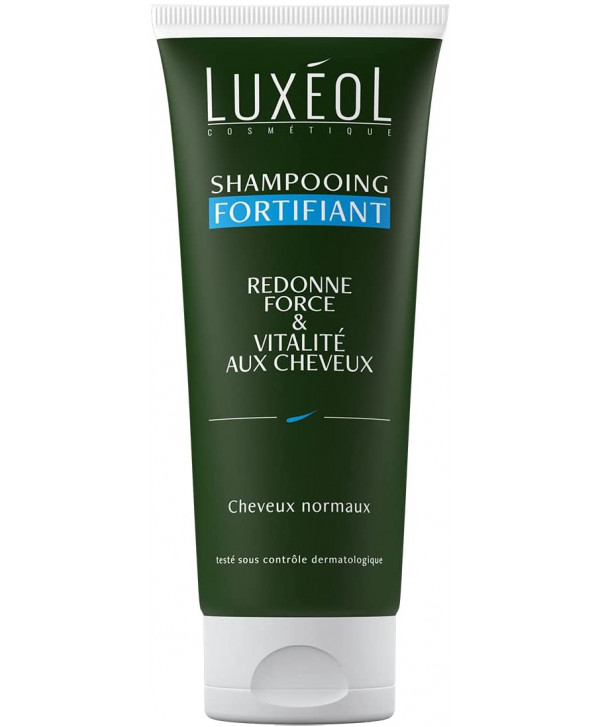 LUXÉOL
COSMÉTIQUE
SHAMPOOING
FORTIFIANT
REDONNE
FORCE
&
VITALITÉ
AUX CHEVEUX
Cheveux normaux
testé sous contrôle dermatologique